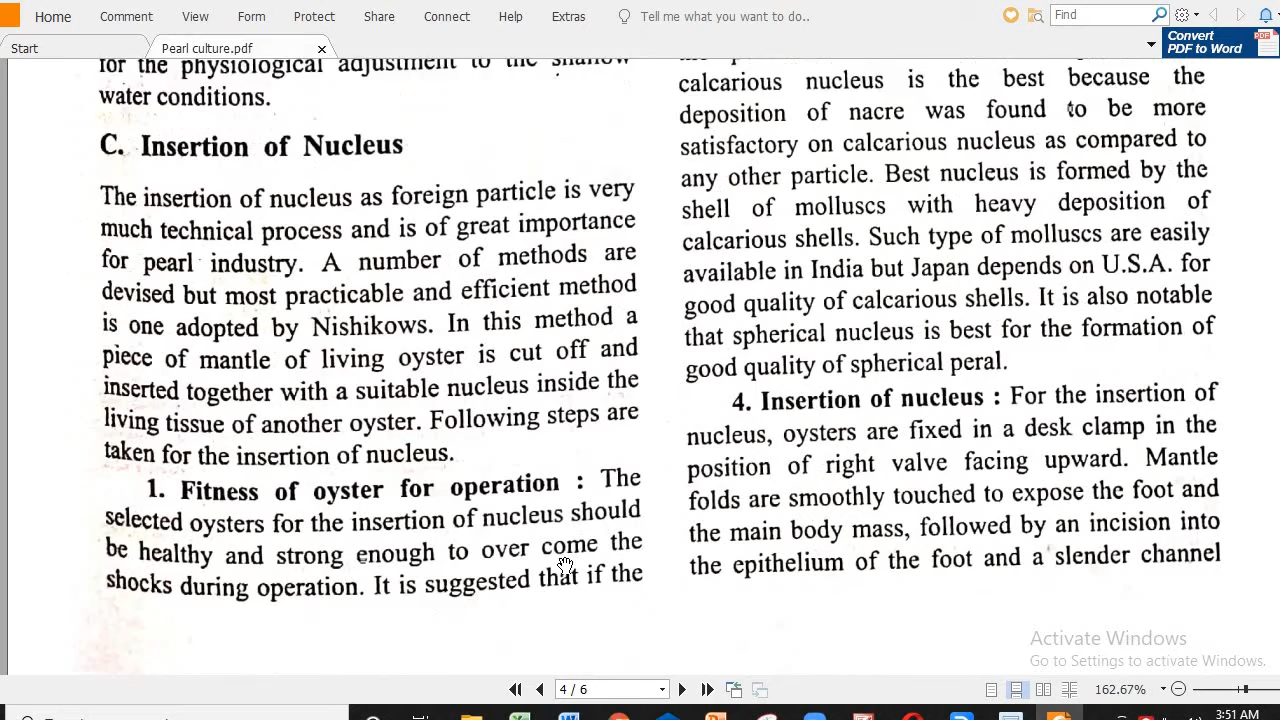 Home Comment View Form Protect Share Connect Help Extras Tell me what you want to do.. Find
Start Pearl culture.pdf x
Convert
PDF to Word
for the physiological adjustment to the shallow
water conditions.
C. Insertion of Nucleus
The insertion of nucleus as foreign particle is very
much technical process and is of great importance
for pearl industry. A number of methods are
devised but most practicable and efficient method
is one adopted by Nishikows. In this method a
piece of mantle of living oyster is cut off and
inserted together with a suitable nucleus inside the
living tissue of another oyster. Following steps are
taken for the insertion of nucleus.
1. Fitness of oyster for operation : The
selected oysters for the insertion of nucleus should
be healthy and strong enough to over come the
shocks during operation. It is suggested that if the
calcarious nucleus is the best because the
deposition of nacre was found to be more
satisfactory on calcarious nucleus as compared to
any other particle. Best nucleus is formed by the
shell of molluscs with heavy deposition of
calcarious shells. Such type of molluscs are easily
available in India but Japan depends on U.S.A. for
good quality of calcarious shells. It is also notable
that spherical nucleus is best for the formation of
good quality of spherical peral.
4. Insertion of nucleus : For the insertion of
nucleus, oysters are fixed in a desk clamp in the
position of right valve facing upward. Mantle
folds are smoothly touched to expose the foot and
the main body mass, followed by an incision into
the epithelium of the foot and a slender channel
Activate Windows
Go to Settings to activate Windows.
4 / 6 162.67%
3:51 AM